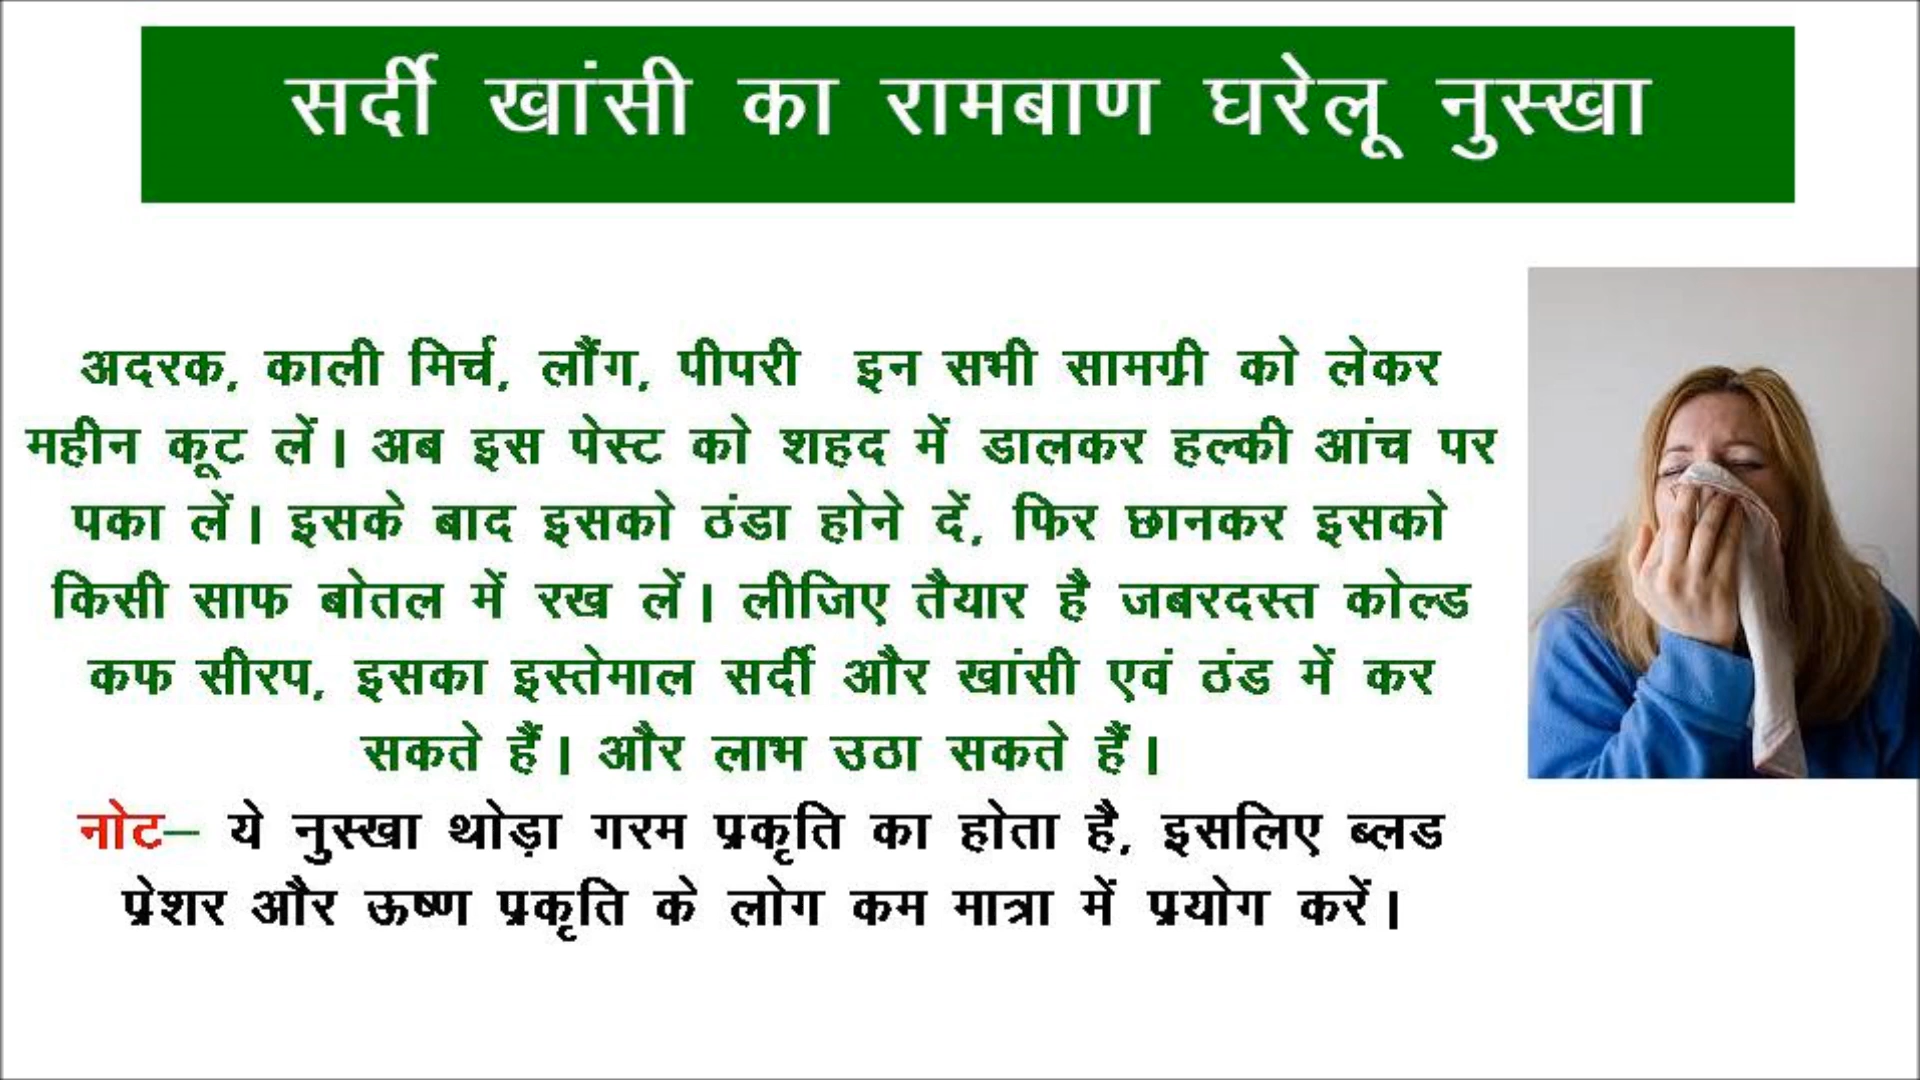 सर्दी खांसी का रामबाण घरेलू नुस्खा
अदरक, काली मिर्च, लौंग, पीपरी इन सभी सामग्री को लेकर
महीन कूट लें। अब इस पेस्ट को शहद में डालकर हल्की आंच पर
पका लें। इसके बाद इसको ठंडा होने दें, फिर छानकर इसको
किसी साफ बोतल में रख लें। लीजिए तैयार है जबरदस्त कोल्ड
कफ सीरप, इसका इस्तेमाल सर्दी और खांसी एवं ठंड में कर
सकते हैं। और लाभ उठा सकते हैं।
नोट– ये नुस्खा थोड़ा गरम प्रकृति का होता है, इसलिए ब्लड
प्रेशर और ऊष्ण प्रकृति के लोग कम मात्रा में प्रयोग करें।